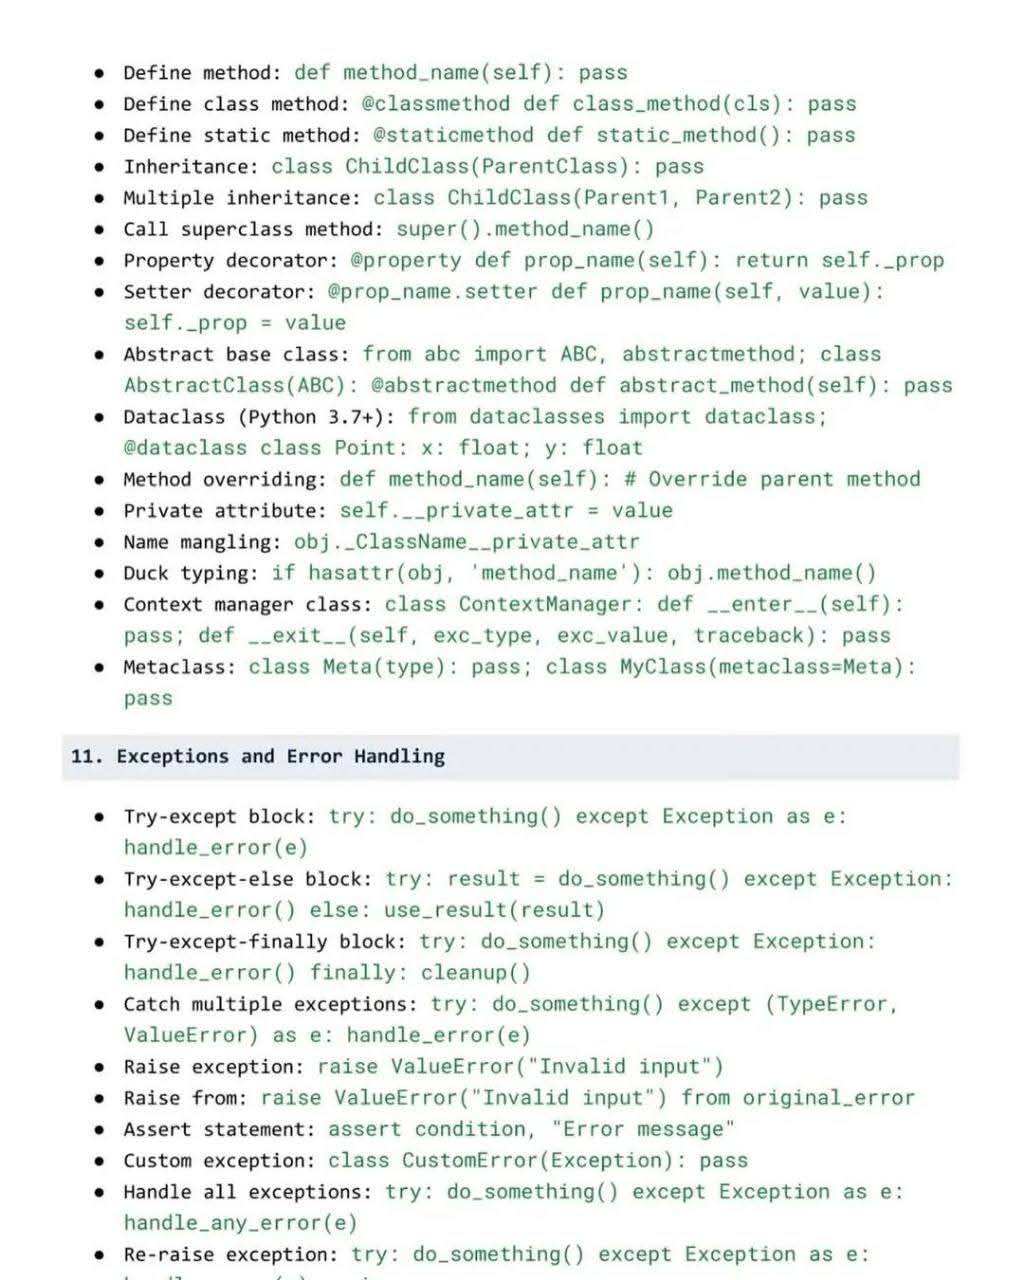 ● Define method: def method_name(self): pass
● Define class method: @classmethod def class_method(cls): pass
● Define static method: @staticmethod def static_method(): pass
● Inheritance: class ChildClass(ParentClass): pass
● Multiple inheritance: class ChildClass(Parent1, Parent2): pass
● Call superclass method: super().method_name()
● Property decorator: @property def prop_name(self): return self._prop
● Setter decorator: @prop_name.setter def prop_name(self, value):
self._prop = value
● Abstract base class: from abc import ABC, abstractmethod; class
AbstractClass(ABC): @abstractmethod def abstract_method(self): pass
● Dataclass (Python 3.7+): from dataclasses import dataclass;
@dataclass class Point: x: float; y: float
● Method overriding: def method_name(self): # Override parent method
● Private attribute: self.__private_attr = value
● Name mangling: obj._ClassName__private_attr
● Duck typing: if hasattr(obj, 'method_name'): obj.method_name()
● Context manager class: class ContextManager: def __enter__(self):
pass; def __exit__(self, exc_type, exc_value, traceback): pass
● Metaclass: class Meta(type): pass; class MyClass(metaclass=Meta):
pass
11. Exceptions and Error Handling
● Try-except block: try: do_something() except Exception as e:
handle_error(e)
● Try-except-else block: try: result = do_something() except Exception:
handle_error() else: use_result(result)
● Try-except-finally block: try: do_something() except Exception:
handle_error() finally: cleanup()
● Catch multiple exceptions: try: do_something() except (TypeError,
ValueError) as e: handle_error(e)
● Raise exception: raise ValueError("Invalid input")
● Raise from: raise ValueError("Invalid input") from original_error
● Assert statement: assert condition, "Error message"
● Custom exception: class CustomError(Exception): pass
● Handle all exceptions: try: do_something() except Exception as e:
handle_any_error(e)
● Re-raise exception: try: do_something() except Exception as e: